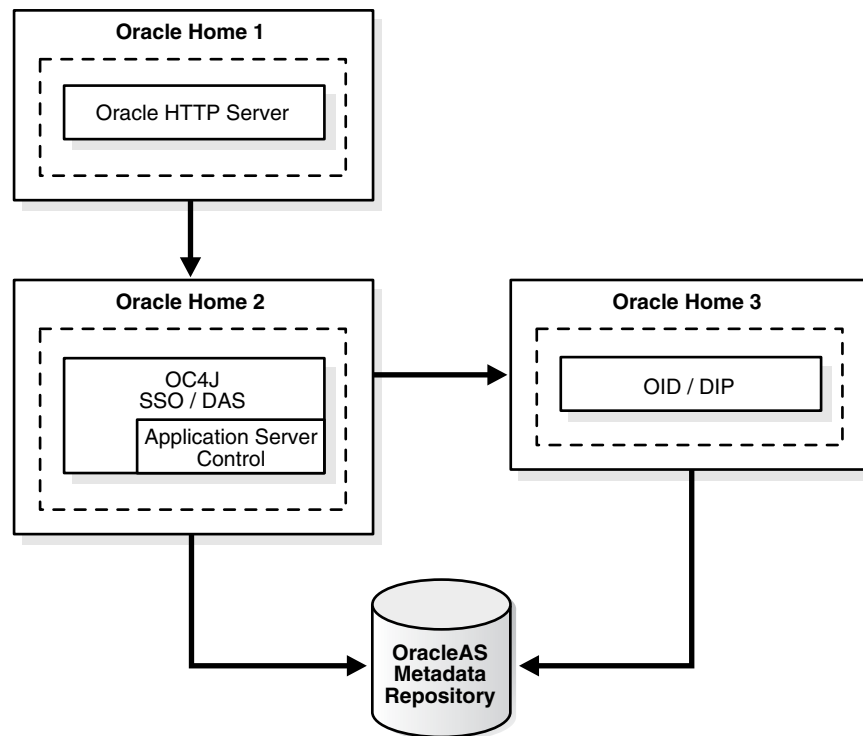 Oracle Home 1
Oracle HTTP Server
Oracle Home 2
OC4J
SSO / DAS
Application Server
Control
Oracle Home 3
OID / DIP
OracleAS
Metadata
Repository